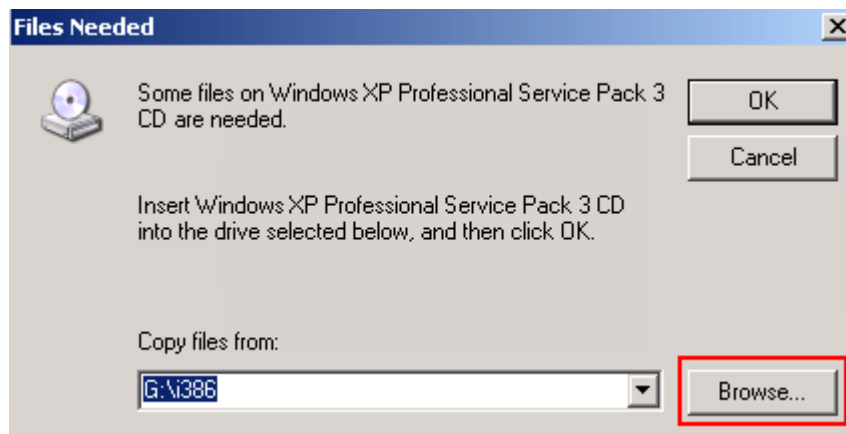 Files Needed
Some files on Windows XP Professional Service Pack 3
CD are needed.
OK
Cancel
Insert Windows XP Professional Service Pack 3 CD
into the drive selected below, and then click OK.
Copy files from:
G:\i386
Browse...